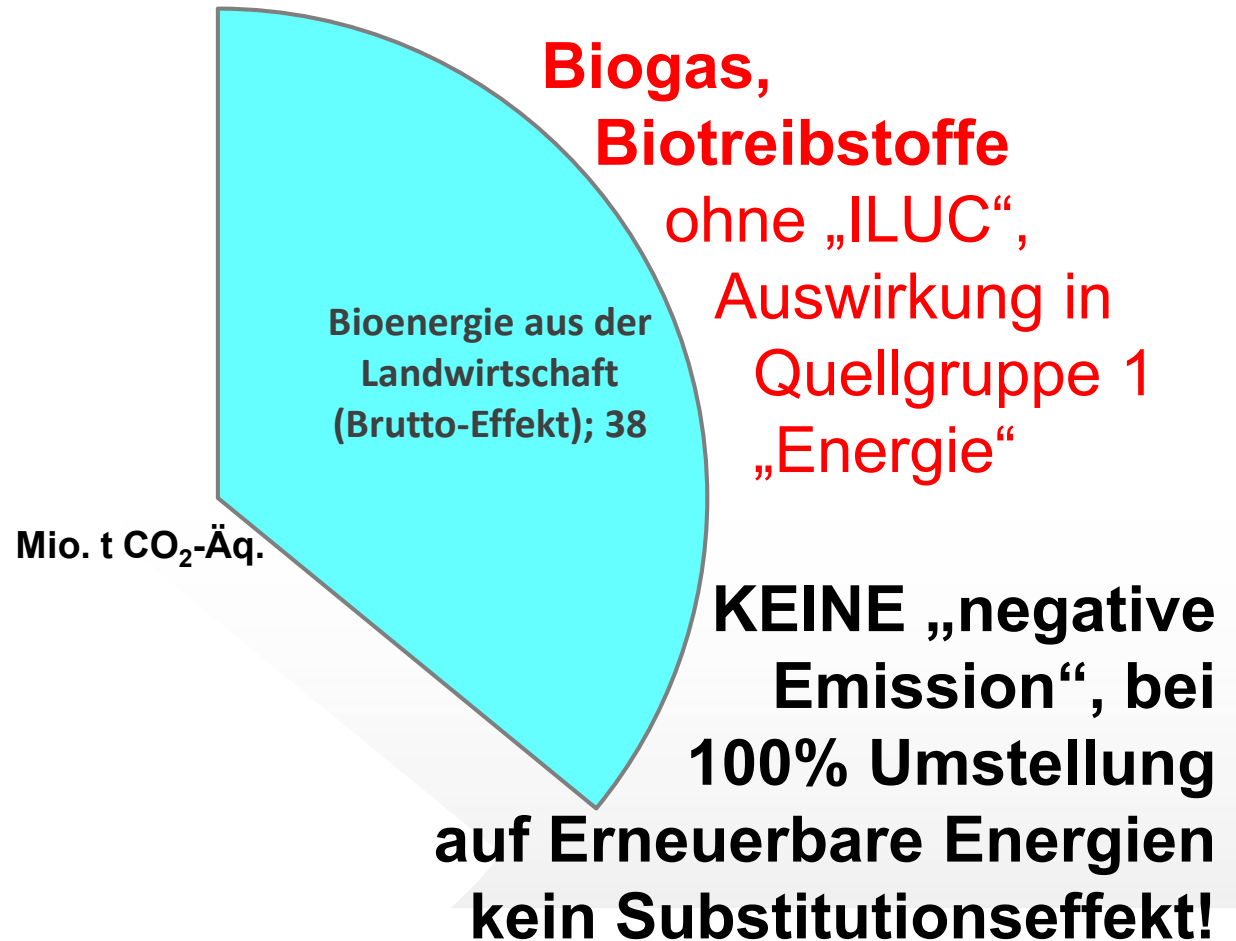 Biogas,
Biotreibstoffe
ohne „ILUC“,
Auswirkung in
Quellgruppe 1
„Energie“
Bioenergie aus der
Landwirtschaft
(Brutto-Effekt); 38
Mio. t CO₂-Äq.
KEINE „negative
Emission“, bei
100% Umstellung
auf Erneuerbare Energien
kein Substitutionseffekt!